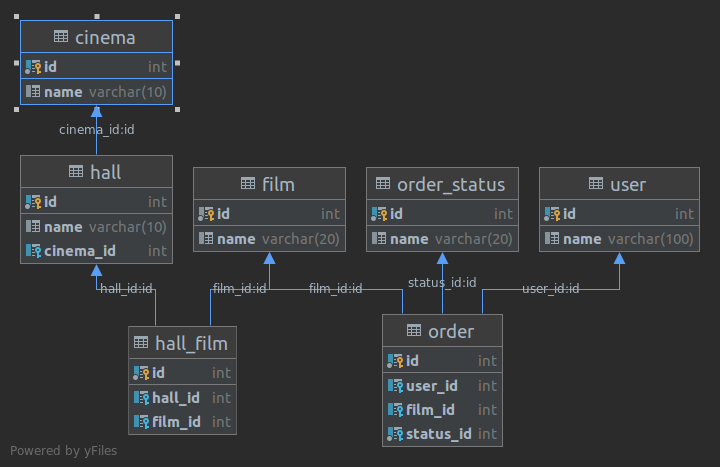 cinema
id int
name varchar(10)
cinema_id:id
hall
id int
name varchar(10)
cinema_id int
film
id int
name varchar(20)
order_status
id int
name varchar(20)
user
id int
name varchar(100)
hall_id:id
film_id:id
film_id:id
status_id:id
user_id:id
hall_film
id int
hall_id int
film_id int
order
id int
user_id int
film_id int
status_id int
Powered by yFiles